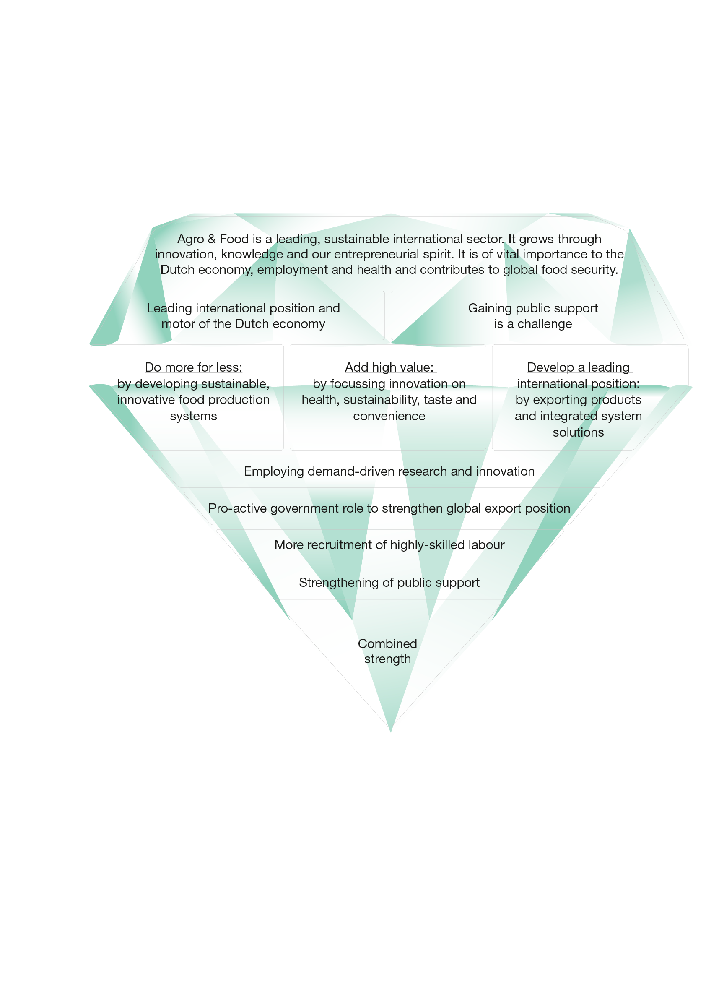 Agro & Food is a leading, sustainable international sector. It grows through
innovation, knowledge and our entrepreneurial spirit. It is of vital importance to the
Dutch economy, employment and health and contributes to global food security.
Leading international position and
motor of the Dutch economy
Gaining public support
is a challenge
Do more for less:
by developing sustainable,
innovative food production
systems
Add high value:
by focussing innovation on
health, sustainability, taste and
convenience
Develop a leading
international position:
by exporting products
and integrated system
solutions
Employing demand-driven research and innovation
Pro-active government role to strengthen global export position
More recruitment of highly-skilled labour
Strengthening of public support
Combined
strength